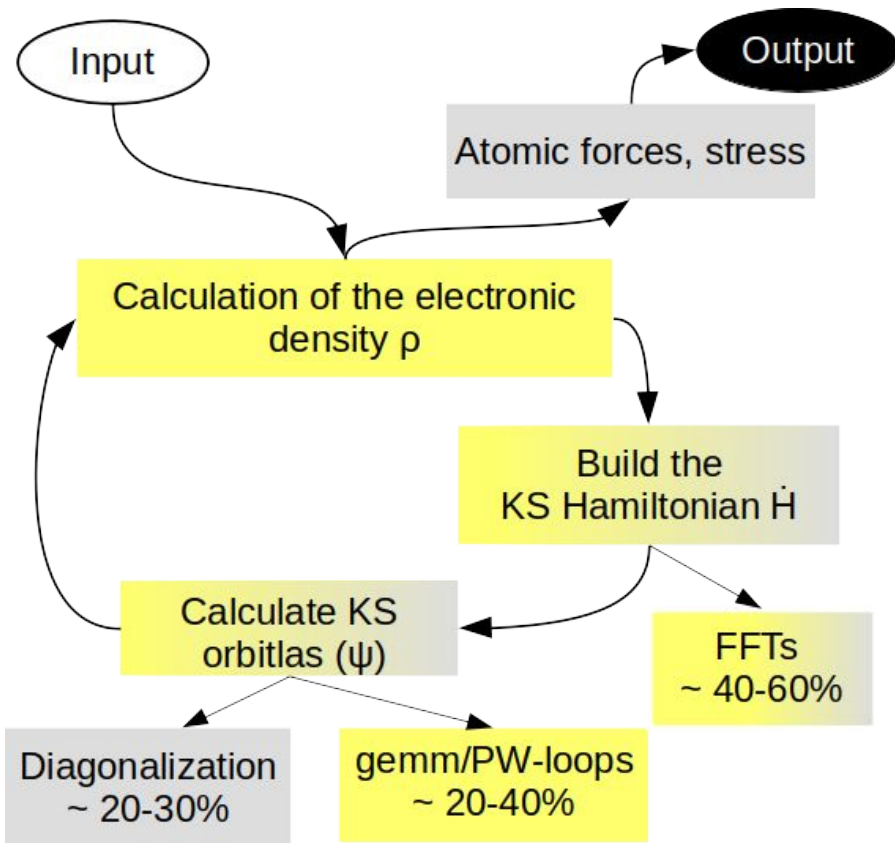 Input
Output
Atomic forces, stress
Calculation of the electronic
density ρ
Build the
KS Hamiltonian Ḣ
Calculate KS
orbitlas (ψ)
FFTs
~ 40-60%
Diagonalization
~ 20-30%
gemm/PW-loops
~ 20-40%